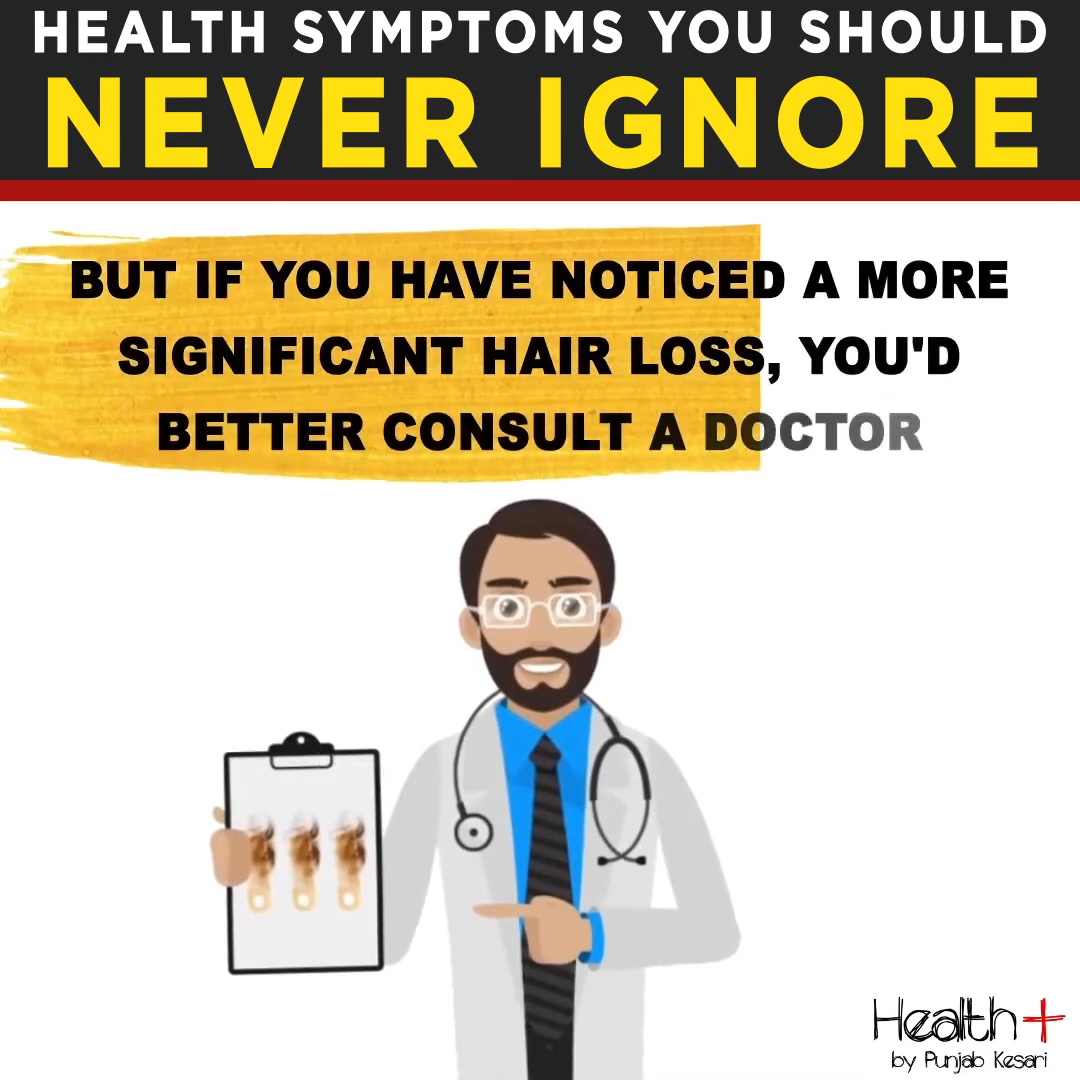 HEALTH SYMPTOMS YOU SHOULD
NEVER IGNORE
BUT IF YOU HAVE NOTICED A MORE
SIGNIFICANT HAIR LOSS, YOU'D
BETTER CONSULT A DOCTOR
Health+
by Punjab Kesari